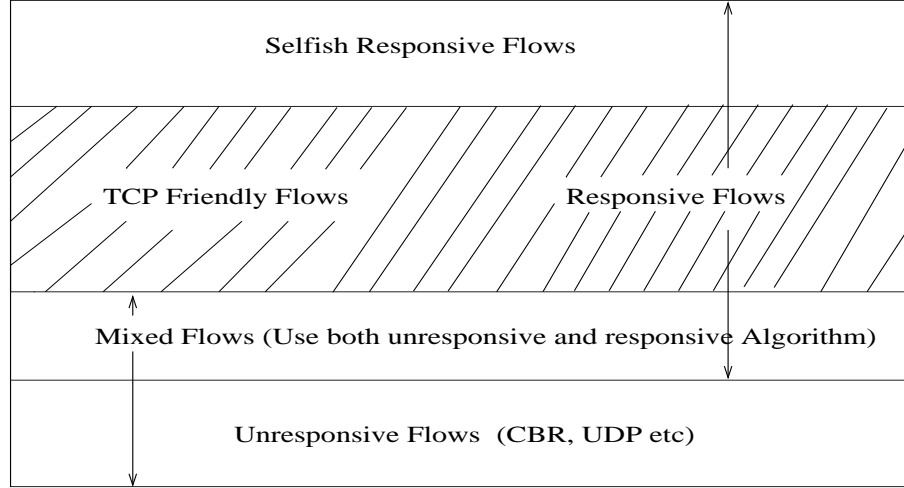 Selfish Responsive Flows
TCP Friendly Flows
Responsive Flows
Mixed Flows (Use both unresponsive and responsive Algorithm)
Unresponsive Flows (CBR, UDP etc)